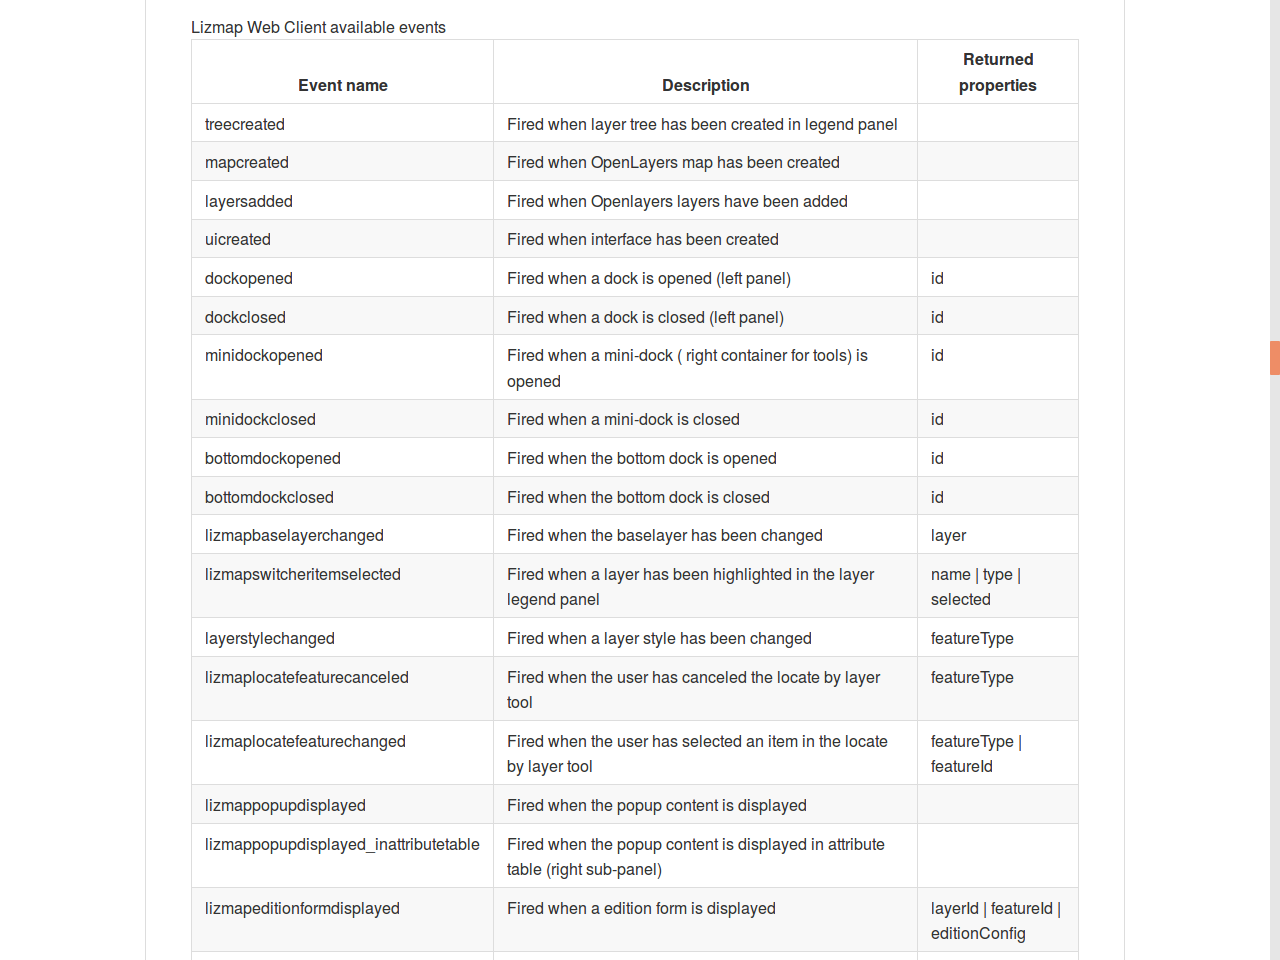 Lizmap Web Client available events
Event name
Description
Returned
properties
treecreated
Fired when layer tree has been created in legend panel
mapcreated
Fired when OpenLayers map has been created
layersadded
Fired when Openlayers layers have been added
uicreated
Fired when interface has been created
dockopened
Fired when a dock is opened (left panel)
id
dockclosed
Fired when a dock is closed (left panel)
id
minidockopened
Fired when a mini-dock ( right container for tools) is
opened
id
minidockclosed
Fired when a mini-dock is closed
id
bottomdockopened
Fired when the bottom dock is opened
id
bottomdockclosed
Fired when the bottom dock is closed
id
lizmapbaselayerchanged
Fired when the baselayer has been changed
layer
lizmapswitcheritemselected
Fired when a layer has been highlighted in the layer
legend panel
name | type |
selected
layerstylechanged
Fired when a layer style has been changed
featureType
lizmaplocatefeaturecanceled
Fired when the user has canceled the locate by layer
tool
featureType
lizmaplocatefeaturechanged
Fired when the user has selected an item in the locate
by layer tool
featureType |
featureId
lizmappopupdisplayed
Fired when the popup content is displayed
lizmappopupdisplayed_inattributetable
Fired when the popup content is displayed in attribute
table (right sub-panel)
lizmapeditionformdisplayed
Fired when a edition form is displayed
layerId | featureId |
editionConfig